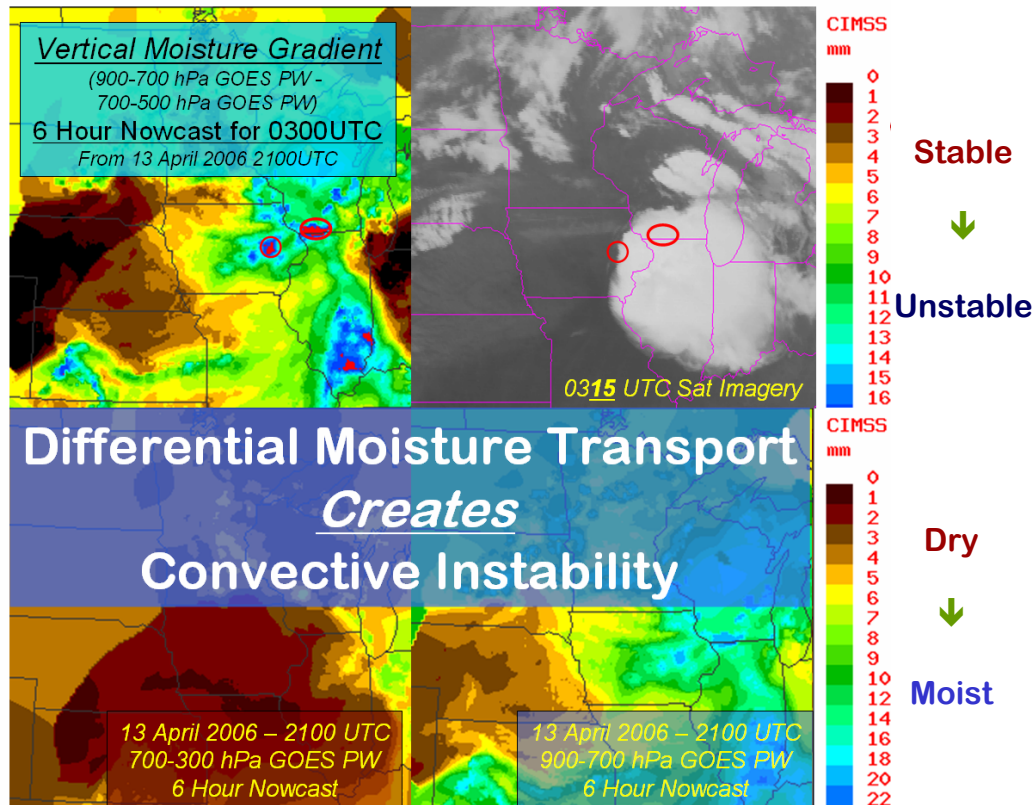 Vertical Moisture Gradient
(900-700 hPa GOES PW -
700-500 hPa GOES PW)
6 Hour Nowcast for 0300UTC
From 13 April 2006 2100UTC
0315 UTC Sat Imagery
CIMSS
mm
0
1
2
3
4
5
6
7
8
9
10
11
12
13
14
15
16
Stable
Unstable
Differential Moisture Transport
Creates
Convective Instability
13 April 2006 – 2100 UTC
700-300 hPa GOES PW
6 Hour Nowcast
13 April 2006 – 2100 UTC
900-700 hPa GOES PW
6 Hour Nowcast
CIMSS
mm
0
1
2
3
4
5
6
7
8
9
10
12
14
16
18
20
22
Dry
Moist